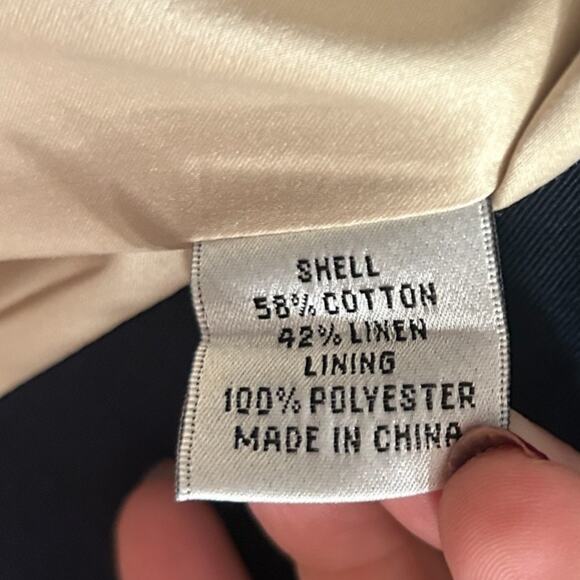 SHELL
58% COTTON
42% LINEN
LINING
100% POLYESTER
MADE IN CHINA